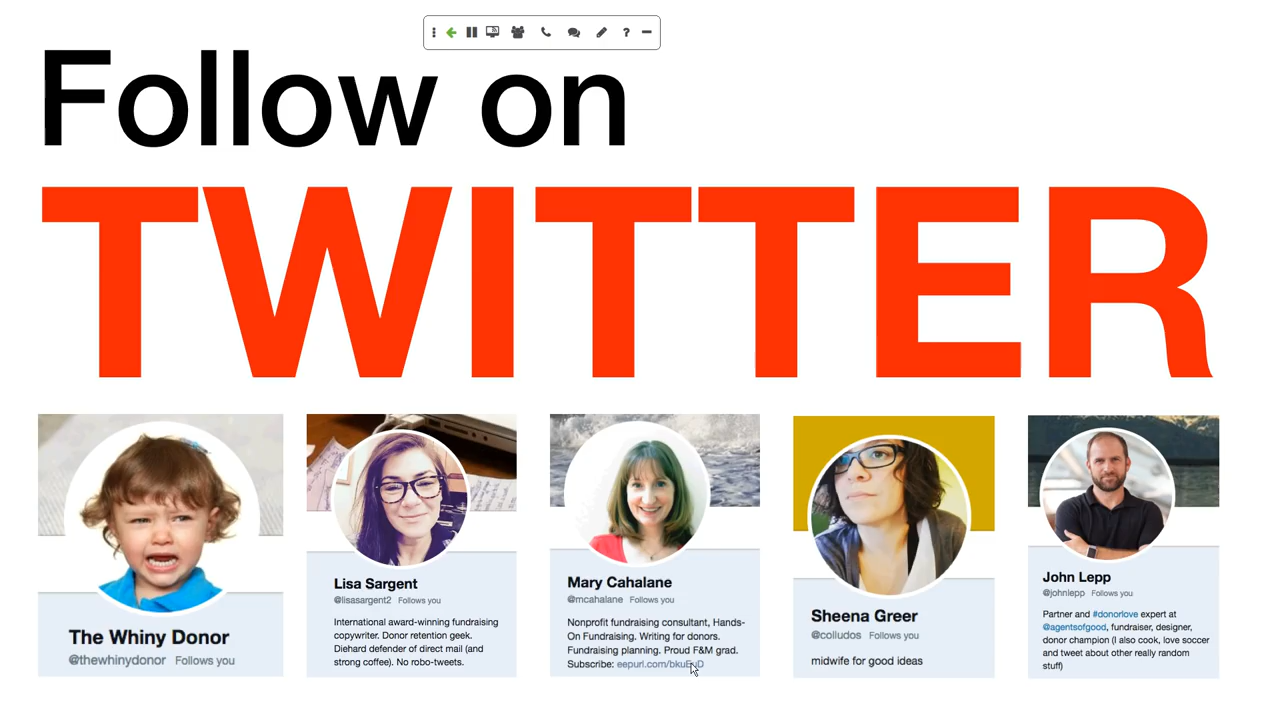 Follow on
TWITTER
The Whiny Donor
@thewhinydonor Follows you
Lisa Sargent
@lisasargent2 Follows you
International award-winning fundraising
copywriter. Donor retention geek.
Diehard defender of direct mail (and
strong coffee). No robo-tweets.
Mary Cahalane
@mcahalane Follows you
Nonprofit fundraising consultant, Hands-
On Fundraising. Writing for donors.
Fundraising planning. Proud F&M grad.
Subscribe:
Sheena Greer
@coliudos Follows you
midwife for good ideas
John Lepp
@johnlepp Follows you
Partner and #donorlove expert at
@agentsofgood, fundraiser, designer,
donor champion (I also cook, love soccer
and tweet about other really random
stuff)